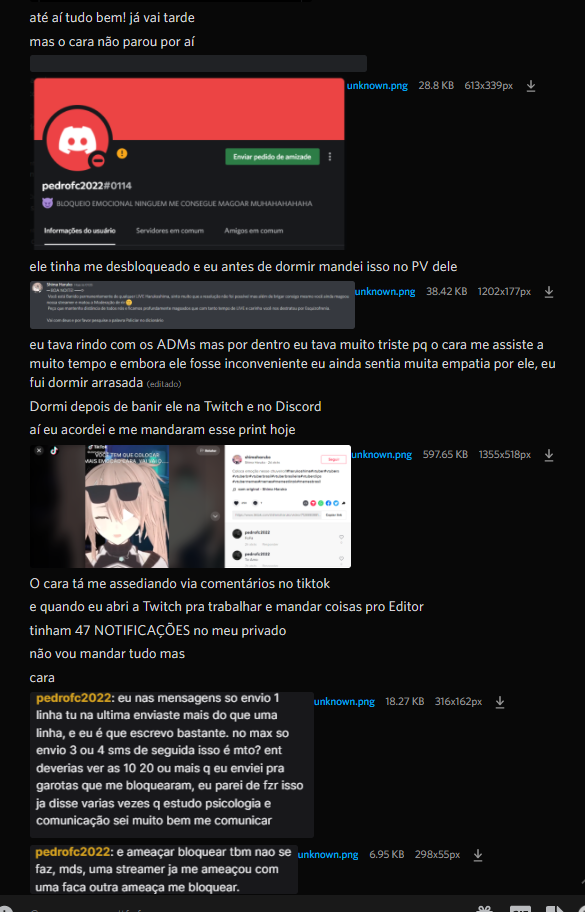 até aí tudo bem! já vai tarde
mas o cara não parou por aí
unknown.png 28.8 KB 613x339px
Enviar pedido de amizade
pedrofc2022#0114
BLOQUEIO EMOCIONAL NINGUEM ME CONSEGUE MAGOAR MUHAHAHAHAHA
Informações do usuário Servidores em comum Amigos em comum
ele tinha me desbloqueado e eu antes de dormir mandei isso no PV dele
unknown.png 38.42 KB 1202x177px
eu tava rindo com os ADMs mas por dentro eu tava muito triste pq o cara me assiste a
muito tempo e embora ele fosse inconveniente eu ainda sentia muita empatia por ele, eu
fui dormir arrasada (editado)
Dormi depois de banir ele na Twitch e no Discord
aí eu acordei e me mandaram esse print hoje
unknown.png 597.65 KB 1355x518px
TikTok
VOCÊ TEM QUE COLOCAR
pedrofc2022
pedrofc2022
O cara tá me assediando via comentários no tiktok
e quando eu abri a Twitch pra trabalhar e mandar coisas pro Editor
tinham 47 NOTIFICAÇÕES no meu privado
não vou mandar tudo mas
cara
unknown.png 18.27 KB 316x162px
pedrofc2022: eu nas mensagens so envio 1
linha tu na ultima enviaste mais do que uma
linha, e eu é que escrevo bastante. no max so
envio 3 ou 4 sms de seguida isso é mto? ent
deverias ver as 10 20 ou mais q eu enviei pra
garotas que me bloquearam, eu parei de fzr isso
ja disse varias vezes q estudo psicologia e
comunicação sei muito bem me comunicar
unknown.png 6.95 KB 298x55px
pedrofc2022: e ameaçar bloquear tbm nao se
faz, mds, uma streamer ja me ameaçou com
uma faca outra ameaça me bloquear.